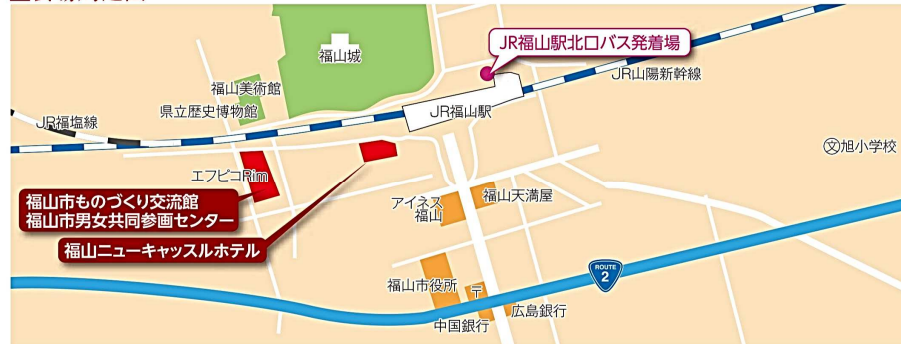 JR福山駅北口バス発着場
福山城
JR山陽新幹線
福山美術館
県立歴史博物館
JR福山駅
JR福塩線
文旭小学校
エフピコRim
福山市ものづくり交流館
福山市男女共同参画センター
アイネス
福山
福山天満屋
福山ニューキャッスルホテル
ROUTE
2
福山市役所
〒
広島銀行
中国銀行